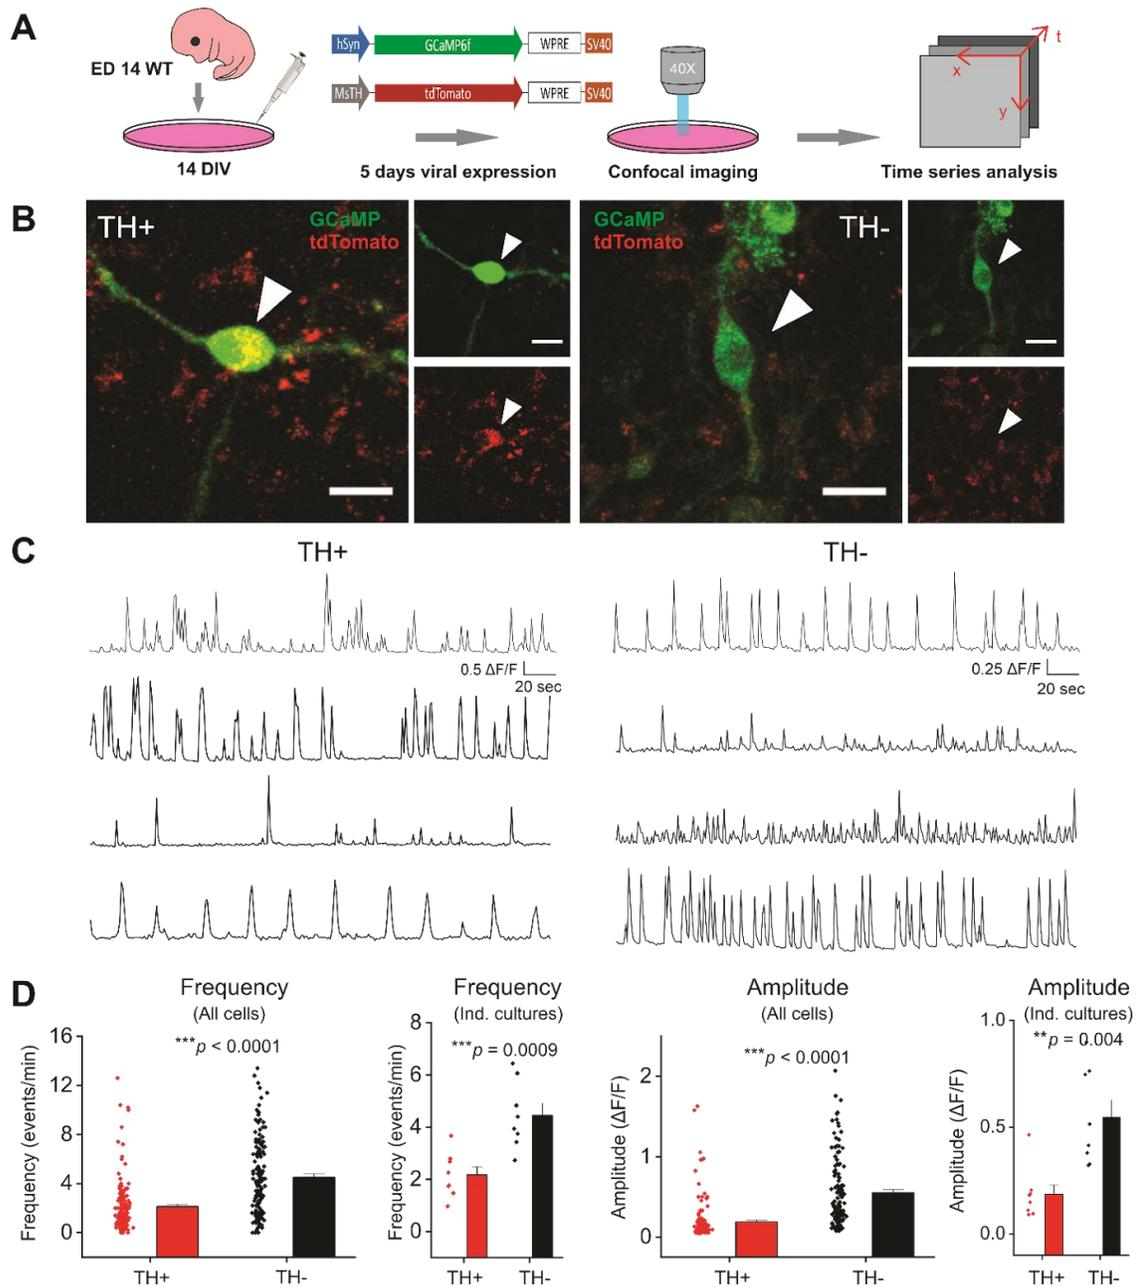 A
ED 14 WT
14 DIV
hSyn GCaMP6f WPRE SV40
MsTH tdTomato WPRE SV40
5 days viral expression
40X
Confocal imaging
t
x
y
Time series analysis
B
TH+
GCaMP
tdTomato
GCaMP
tdTomato
TH-
C
TH+
TH-
0.5 ΔF/F
20 sec
0.25 ΔF/F
20 sec
D
Frequency
(All cells)
***p < 0.0001
Frequency (events/min)
16
12
8
4
0
TH+ TH-
Frequency
(Ind. cultures)
***p = 0.0009
Frequency (events/min)
8
6
4
2
0
TH+ TH-
Amplitude
(All cells)
***p < 0.0001
Amplitude (ΔF/F)
2
1
0
TH+ TH-
Amplitude
(Ind. cultures)
**p = 0.004
Amplitude (ΔF/F)
1.0
0.5
0.0
TH+ TH-